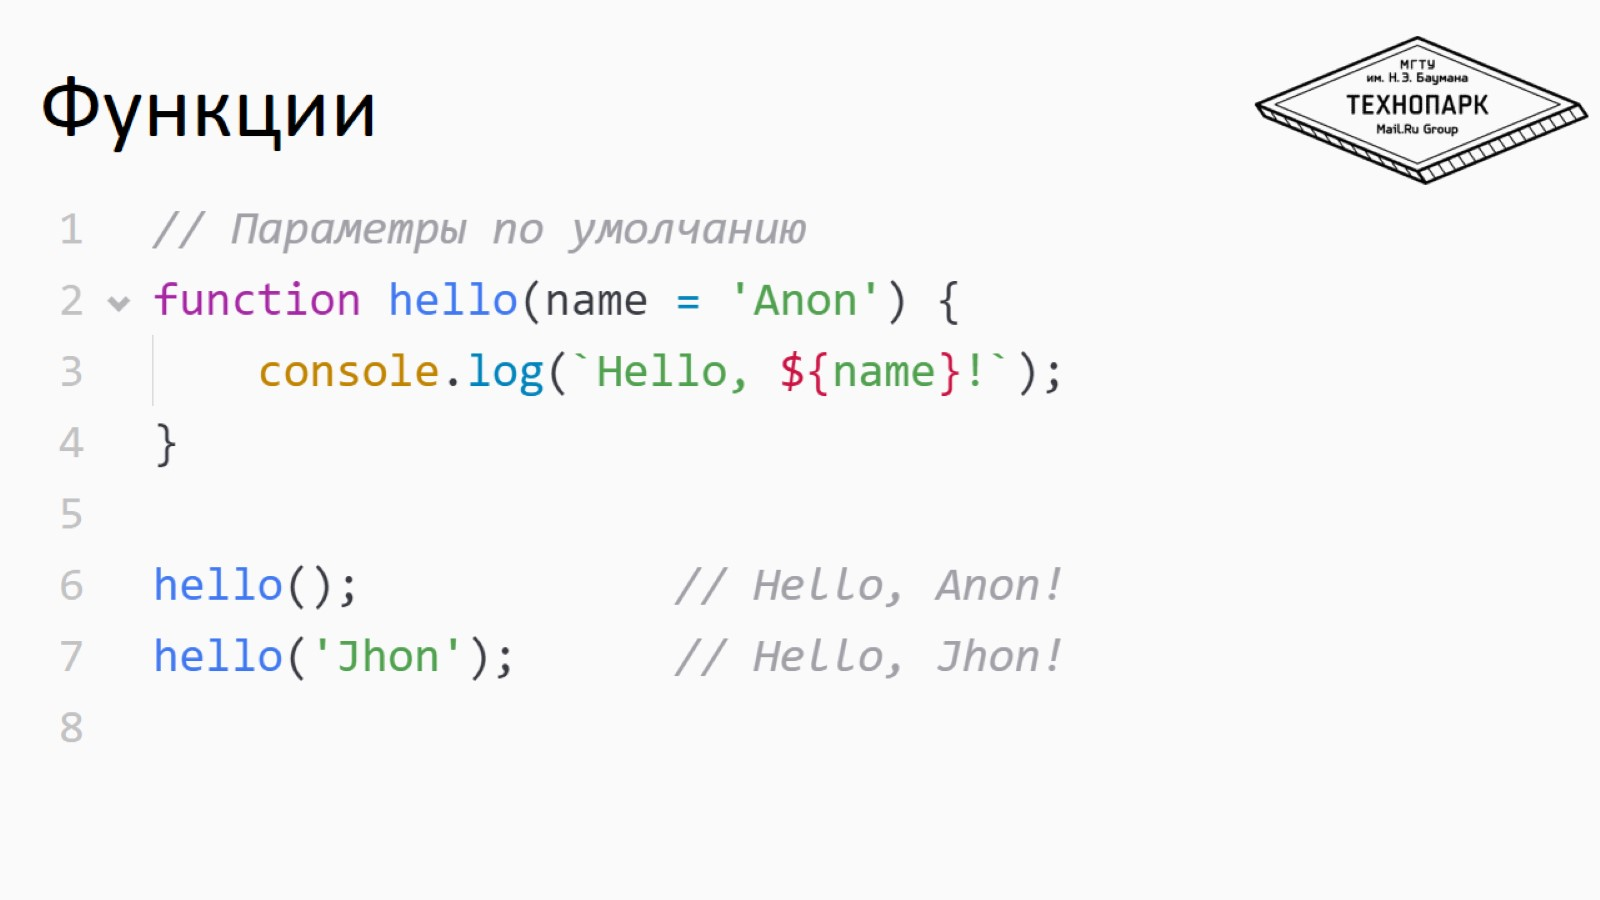 Функции
МГТУ
им. Н.Э. Баумана
ТЕХНОПАРК
Mail.Ru Group
1 // Параметры по умолчанию
2 function hello(name = 'Anon') {
3     console.log(`Hello, ${name}!`);
4 }
5
6 hello();            // Hello, Anon!
7 hello('Jhon');      // Hello, Jhon!
8